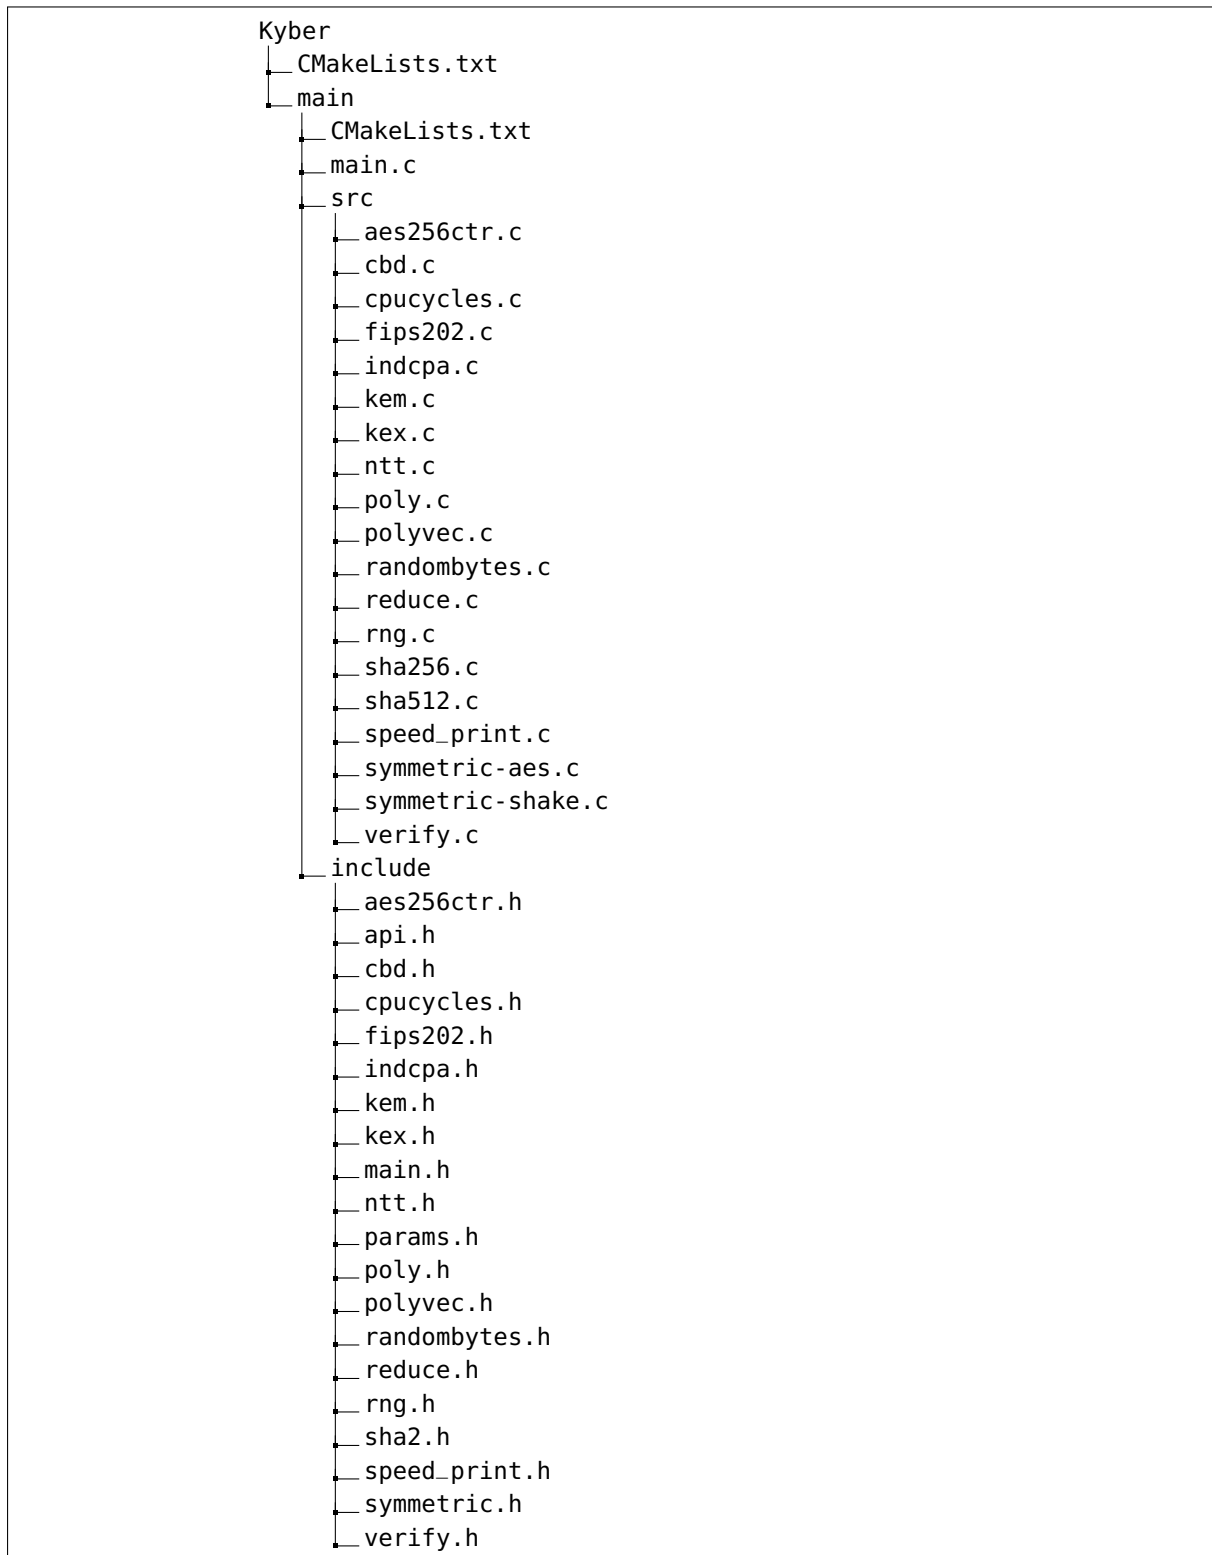 Kyber
CMakeLists.txt
main
CMakeLists.txt
main.c
src
aes256ctr.c
cbd.c
cpucycles.c
fips202.c
indcpa.c
kem.c
kex.c
ntt.c
poly.c
polyvec.c
randombytes.c
reduce.c
rng.c
sha256.c
sha512.c
speed_print.c
symmetric-aes.c
symmetric-shake.c
verify.c
include
aes256ctr.h
api.h
cbd.h
cpucycles.h
fips202.h
indcpa.h
kem.h
kex.h
main.h
ntt.h
params.h
poly.h
polyvec.h
randombytes.h
reduce.h
rng.h
sha2.h
speed_print.h
symmetric.h
verify.h